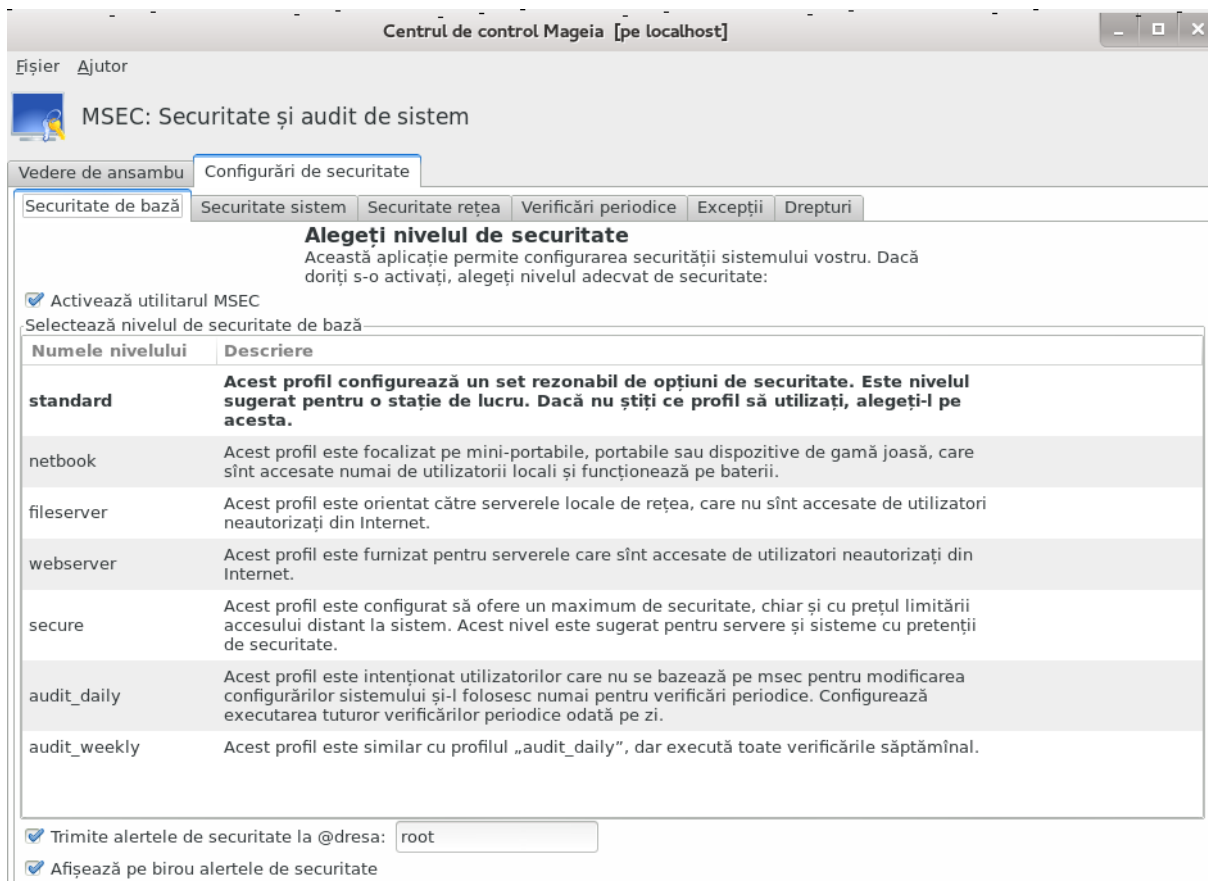 Centrul de control Mageia [pe localhost]
Fișier Ajutor
MSEC: Securitate și audit de sistem
Vedere de ansambu Configurări de securitate
Securitate de bază Securitate sistem Securitate rețea Verificări periodice Excepții Drepturi
Alegeți nivelul de securitate
Această aplicație permite configurarea securității sistemului vostru. Dacă
doriți s-o activați, alegeți nivelul adecvat de securitate:
Activează utilitarul MSEC
Selectează nivelul de securitate de bază
Numele nivelului Descriere
standard
Acest profil configurează un set rezonabil de opțiuni de securitate. Este nivelul
sugerat pentru o stație de lucru. Dacă nu știți ce profil să utilizați, alegeți-l pe
acesta.
netbook
Acest profil este focalizat pe mini-portabile, portabile sau dispozitive de gamă joasă, care
sînt accesate numai de utilizatorii locali și funcționează pe baterii.
fileserver
Acest profil este orientat către serverele locale de rețea, care nu sînt accesate de utilizatori
neautorizați din Internet.
webserver
Acest profil este furnizat pentru serverele care sînt accesate de utilizatori neautorizați din
Internet.
secure
Acest profil este configurat să ofere un maximum de securitate, chiar și cu prețul limitării
accesului distant la sistem. Acest nivel este sugerat pentru servere și sisteme cu pretenții
de securitate.
audit_daily
Acest profil este intenționat utilizatorilor care nu se bazează pe msec pentru modificarea
configurărilor sistemului și-l folosesc numai pentru verificări periodice. Configurează
executarea tuturor verificărilor periodice odată pe zi.
audit_weekly
Acest profil este similar cu profilul „audit_daily”, dar execută toate verificările săptămînal.
Trimite alertele de securitate la @dresa: root
Afișează pe birou alertele de securitate